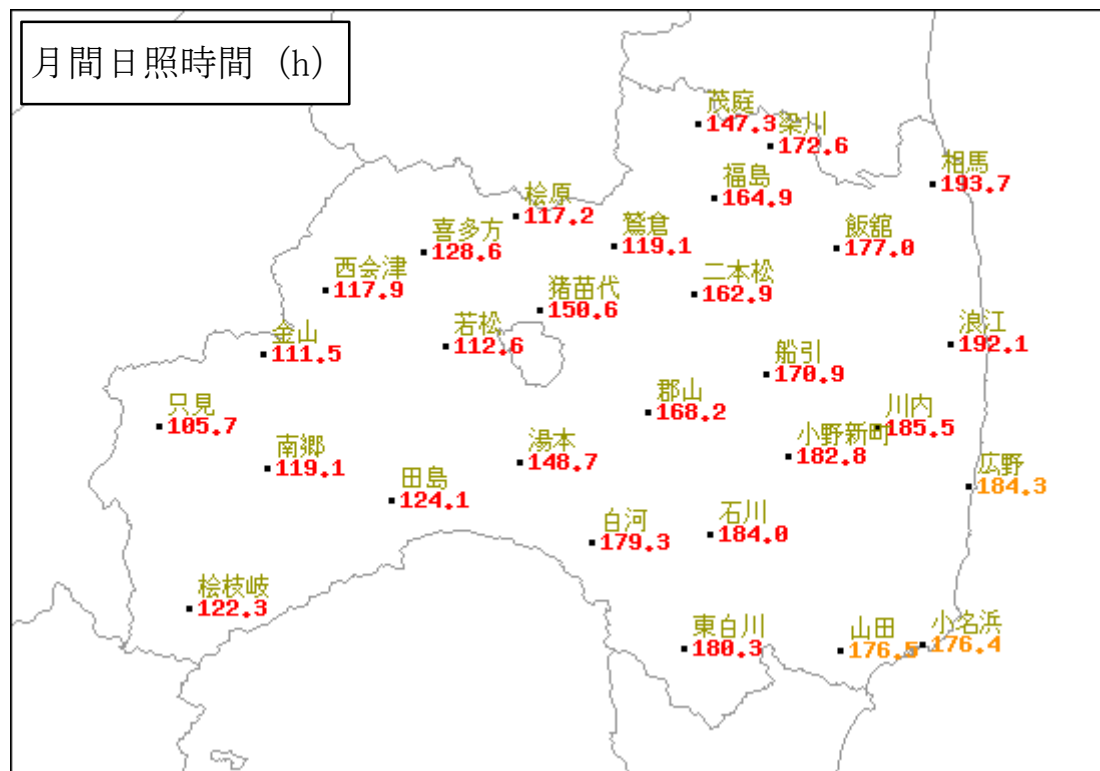 月間日照時間 (h)
茂庭
147.3
梁川
172.6
相馬
193.7
福島
164.9
桧原
117.2
鷲倉
119.1
飯舘
177.0
喜多方
128.6
西会津
117.9
猪苗代
150.6
二本松
162.9
金山
111.5
若松
112.6
浪江
192.1
船引
170.9
只見
105.7
郡山
168.2
川内
185.5
南郷
119.1
湯本
148.7
小野新町
182.8
広野
184.3
田島
124.1
白河
179.3
石川
184.0
桧枝岐
122.3
東白川
180.3
山田
176.5
小名浜
176.4